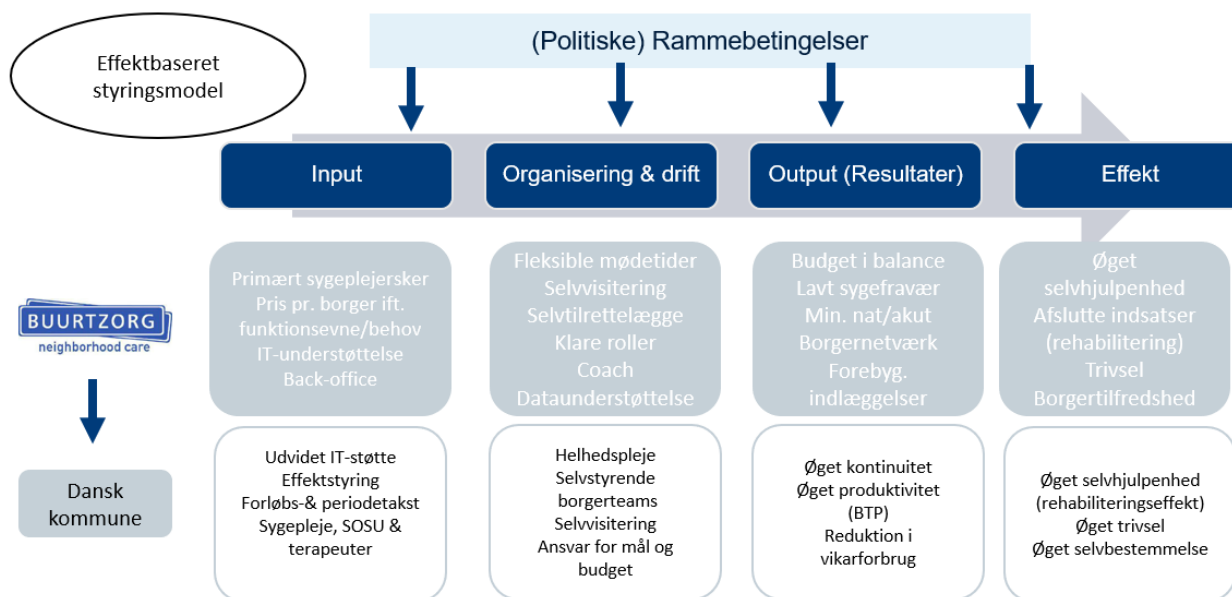 Effektbaseret
styringsmodel
(Politiske) Rammebetingelser
Input
Organisering & drift
Output (Resultater)
Effekt
BUURTZORG
neighborhood care
Primært sygeplejersker
Pris pr. borger ift.
funktionsevne/behov
IT-understøttelse
Back-office
Fleksible mødetider
Selvvisitering
Selvtilrettelægge
Klare roller
Coach
Dataunderstøttelse
Budget i balance
Lavt sygefravær
Min. nat/akut
Borgernetværk
Forebyg.
indlæggelser
Øget
selvhjulpenhed
Afslutte indsatser
(rehabilitering)
Trivsel
Borgertilfredshed
Dansk
kommune
Udvidet IT-støtte
Effektstyring
Forløbs-& periodetakst
Sygepleje, SOSU &
terapeuter
Helhedspleje
Selvstyrende
borgerteams
Selvvisitering
Ansvar for mål og
budget
Øget kontinuitet
Øget produktivitet
(BTP)
Reduktion i
vikarforbrug
Øget selvhjulpenhed
(rehabiliteringseffekt)
Øget trivsel
Øget selvbestemmelse